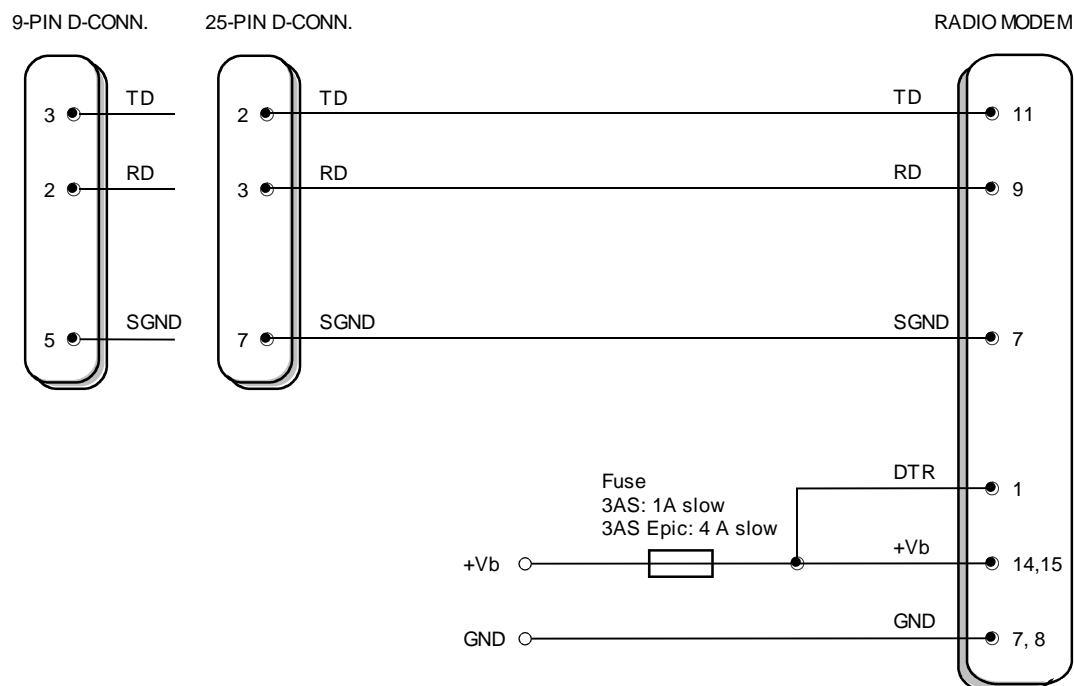 9-PIN D-CONN. 25-PIN D-CONN. RADIO MODEM
3 TD 2 TD TD 11
2 RD 3 RD RD 9
5 SGND 7 SGND SGND 7
DTR 1
Fuse
3AS: 1A slow
3AS Epic: 4 A slow
+Vb +Vb 14,15
GND GND 7, 8